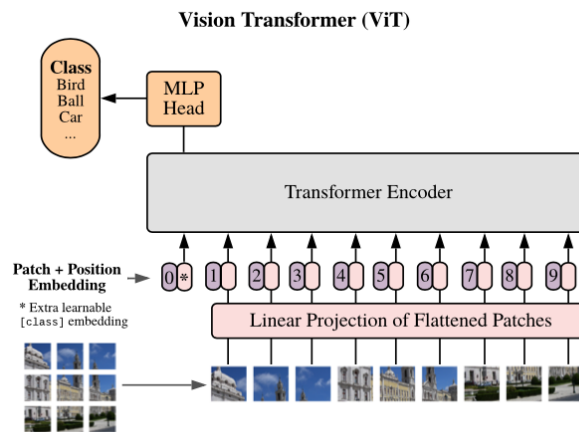 Vision Transformer (ViT)
Class
Bird
Ball
Car
...
MLP
Head
Transformer Encoder
Patch + Position
Embedding
* Extra learnable
[class] embedding
0 * 1 2 3 4 5 6 7 8 9
Linear Projection of Flattened Patches